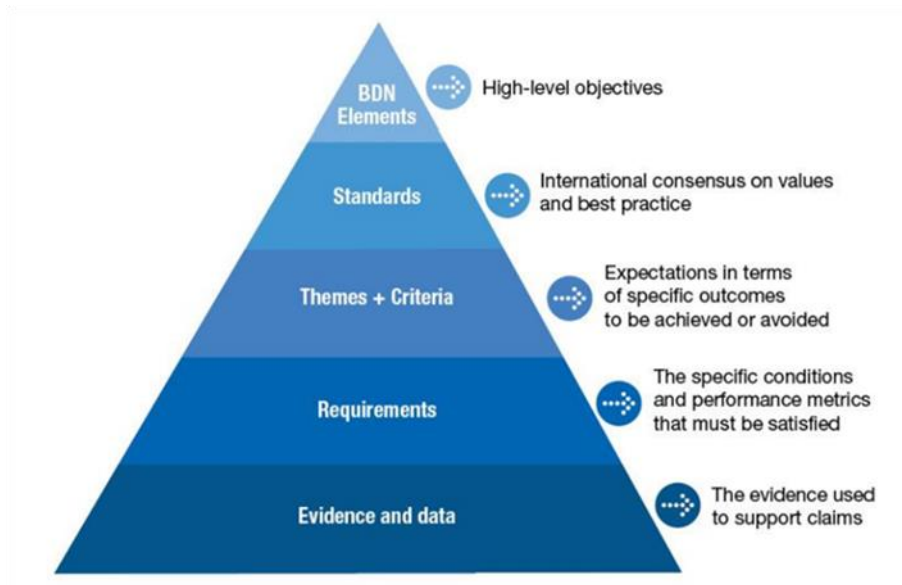 BDN
Elements
High-level objectives
Standards
International consensus on values
and best practice
Themes + Criteria
Expectations in terms
of specific outcomes
to be achieved or avoided
Requirements
The specific conditions
and performance metrics
that must be satisfied
Evidence and data
The evidence used
to support claims